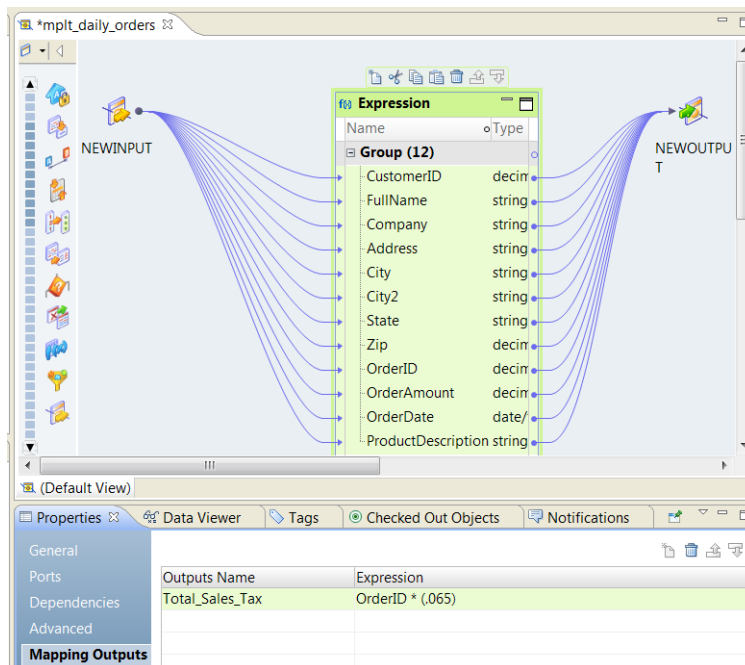 *mplt_daily_orders
NEWINPUT
Expression
Name Type
Group (12)
CustomerID decim
FullName string
Company string
Address string
City string
City2 string
State string
Zip decim
OrderID decim
OrderAmount decim
OrderDate date/
ProductDescription string
NEWOUTPU
T
(Default View)
Properties Data Viewer Tags Checked Out Objects Notifications
General
Ports
Dependencies
Advanced
Mapping Outputs
Outputs Name Expression
Total_Sales_Tax OrderID * (.065)